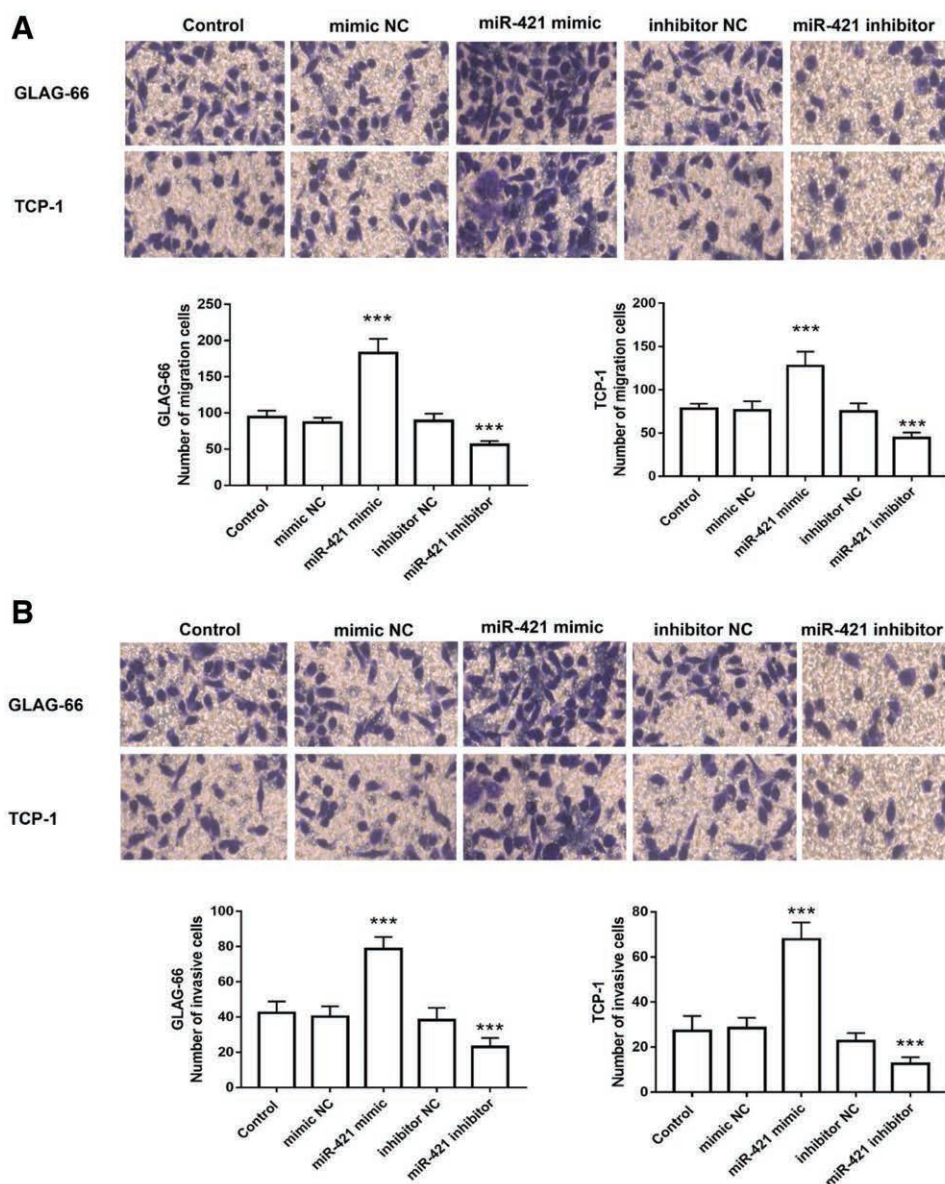 A
Control mimic NC miR-421 mimic inhibitor NC miR-421 inhibitor
GLAG-66
TCP-1
GLAG-66
Number of migration cells
250
200
150
100
50
0
***
***
Control
mimic NC
miR-421 mimic
inhibitor NC
miR-421 inhibitor
TCP-1
Number of migration cells
200
150
100
50
0
***
***
Control
mimic NC
miR-421 mimic
inhibitor NC
miR-421 inhibitor
B
Control mimic NC miR-421 mimic inhibitor NC miR-421 inhibitor
GLAG-66
TCP-1
GLAG-66
Number of invasive cells
100
80
60
40
20
0
***
***
Control
mimic NC
miR-421 mimic
inhibitor NC
miR-421 inhibitor
TCP-1
Number of invasive cells
80
60
40
20
0
***
***
Control
mimic NC
miR-421 mimic
inhibitor NC
miR-421 inhibitor